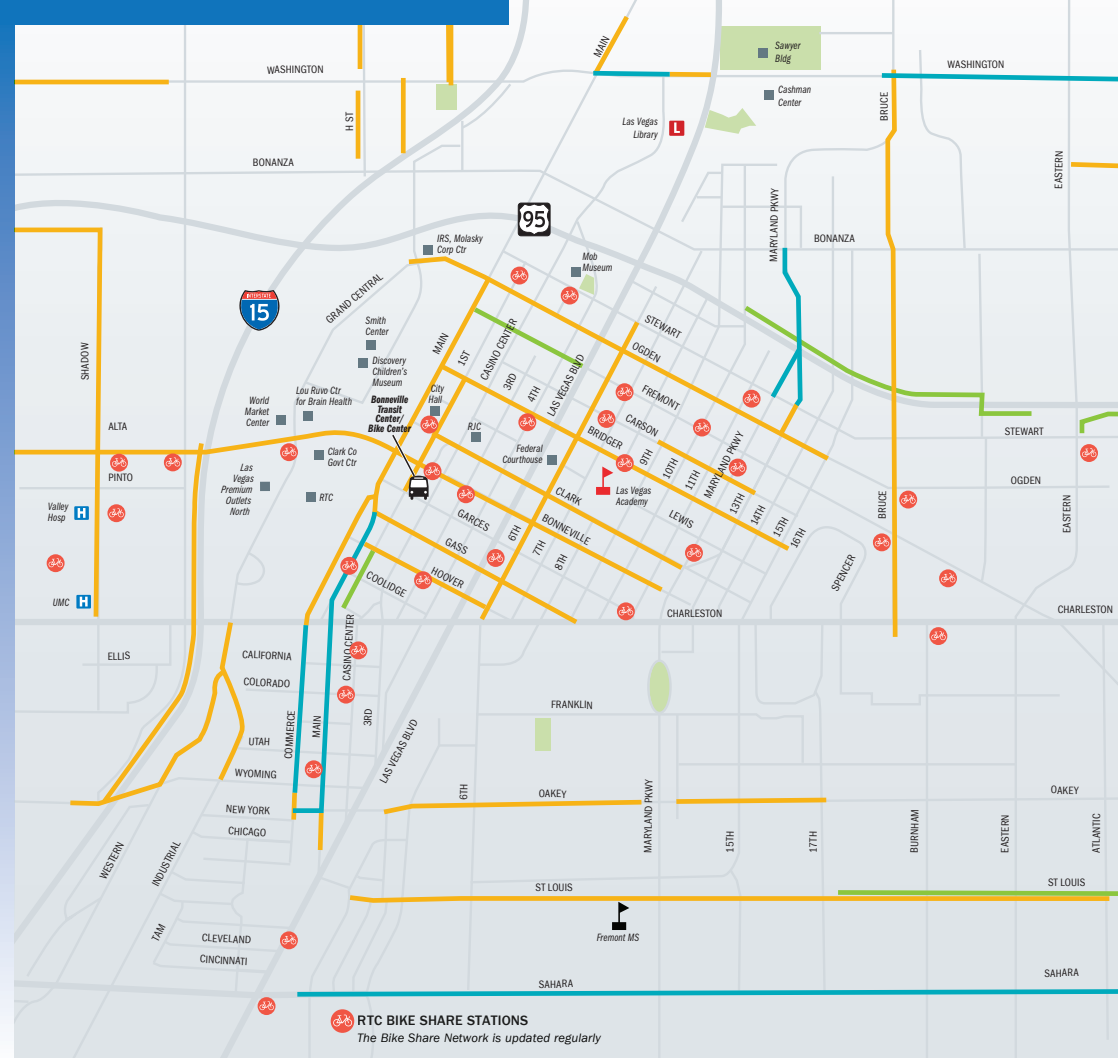 WASHINGTON
MAIN
Sawyer
Bldg
WASHINGTON
Cashman
Center
BRUCE
H ST
Las Vegas
Library
L
BONANZA
EASTERN
95
MARYLAND PKWY
BONANZA
IRS, Molasky
Corp Ctr
Mob
Museum
GRAND CENTRAL
INTERSTATE
15
Smith
Center
MAIN
1ST
CASINO CENTER
STEWART
OGDEN
SHADOW
Discovery
Children's
Museum
3RD
4TH
LAS VEGAS BLVD
FREMONT
Lou Ruvo Ctr
for Brain Health
World
Market
Center
Bonneville
Transit
Center/
Bike Center
City
Hall
RJC
CARSON
BRIDGER
ALTA
STEWART
Clark Co
Govt Ctr
Federal
Courthouse
9TH
10TH
11TH
MARYLAND PKWY
13TH
14TH
15TH
16TH
PINTO
Las
Vegas
Premium
Outlets
North
RTC
OGDEN
Valley
Hosp
H
Las Vegas
Academy
CLARK
LEWIS
BRUCE
EASTERN
GARCES
BONNEVILLE
6TH
7TH
8TH
GASS
HOOVER
COOLIDGE
SPENCER
UMC
H
CHARLESTON
CHARLESTON
ELLIS
CALIFORNIA
CASINO CENTER
COLORADO
COMMERCE
MAIN
3RD
FRANKLIN
UTAH
LAS VEGAS BLVD
WYOMING
6TH
OAKEY
MARYLAND PKWY
OAKEY
NEW YORK
CHICAGO
15TH
17TH
BURNHAM
EASTERN
ATLANTIC
WESTERN
INDUSTRIAL
ST LOUIS
ST LOUIS
TAM
CLEVELAND
Fremont MS
CINCINNATI
SAHARA
SAHARA
RTC BIKE SHARE STATIONS
The Bike Share Network is updated regularly